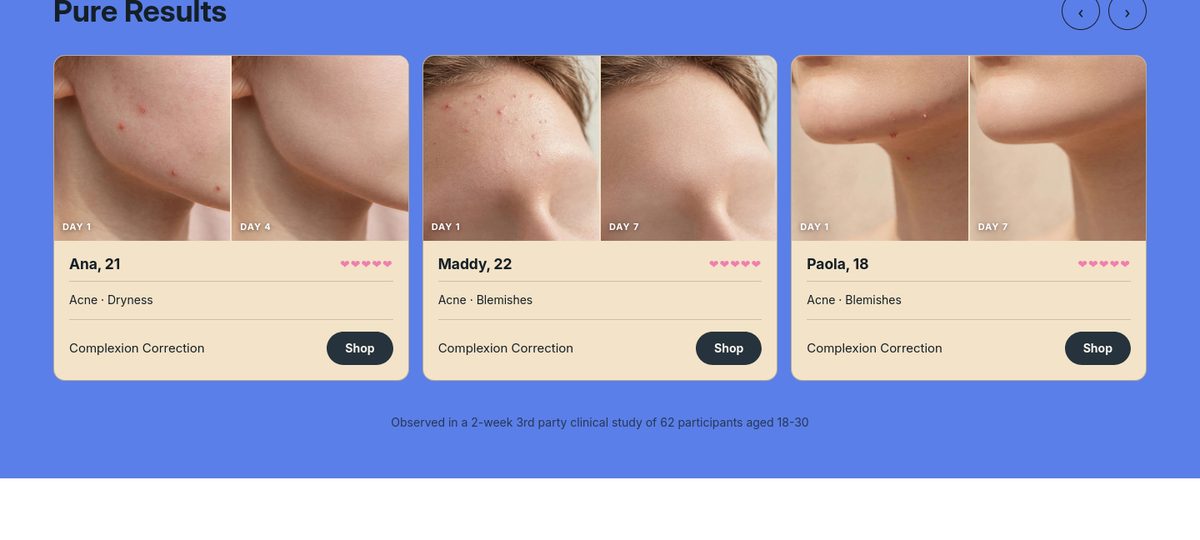 Pure Results
‹ ›
DAY 1
DAY 4
DAY 1
DAY 7
DAY 1
DAY 7
Ana, 21 ❤❤❤❤❤
Acne · Dryness
Complexion Correction Shop
Maddy, 22 ❤❤❤❤❤
Acne · Blemishes
Complexion Correction Shop
Paola, 18 ❤❤❤❤❤
Acne · Blemishes
Complexion Correction Shop
Observed in a 2-week 3rd party clinical study of 62 participants aged 18-30